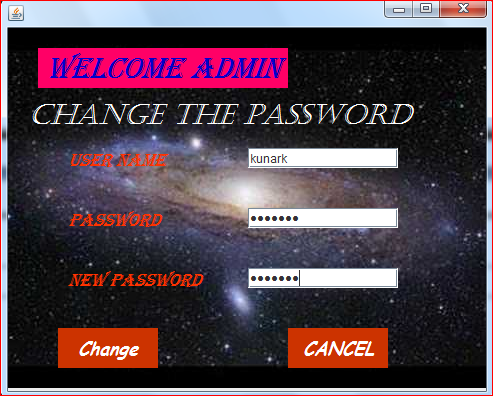 WELCOME ADMIN
CHANGE THE PASSWORD
USER NAME kunark
PASSWORD •••••••
NEW PASSWORD •••••••
Change CANCEL